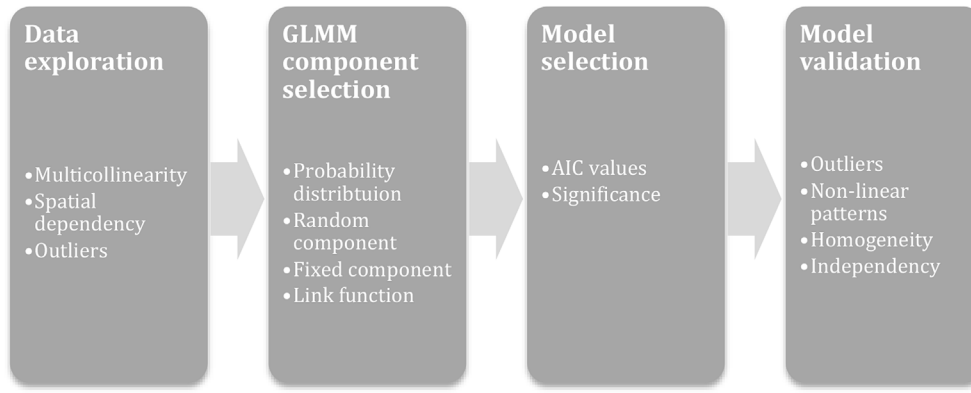 Data
exploration
•Multicollinearity
•Spatial
dependency
•Outliers
GLMM
component
selection
•Probability
distribtuion
•Random
component
•Fixed component
•Link function
Model
selection
•AIC values
•Significance
Model
validation
•Outliers
•Non-linear
patterns
•Homogeneity
•Independency